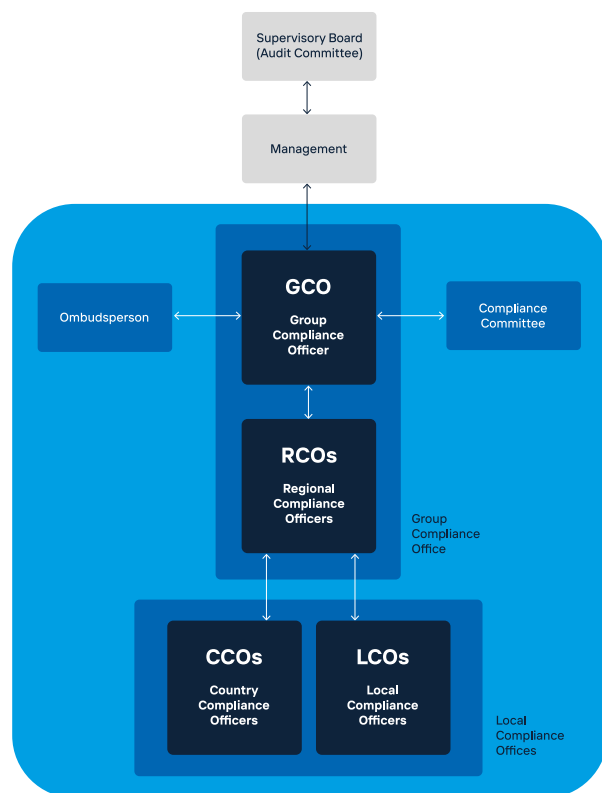 Supervisory Board
(Audit Committee)
Management
GCO
Group
Compliance
Officer
Ombudsperson
Compliance
Committee
RCOs
Regional
Compliance
Officers
Group
Compliance
Office
CCOs
Country
Compliance
Officers
LCOs
Local
Compliance
Officers
Local
Compliance
Offices